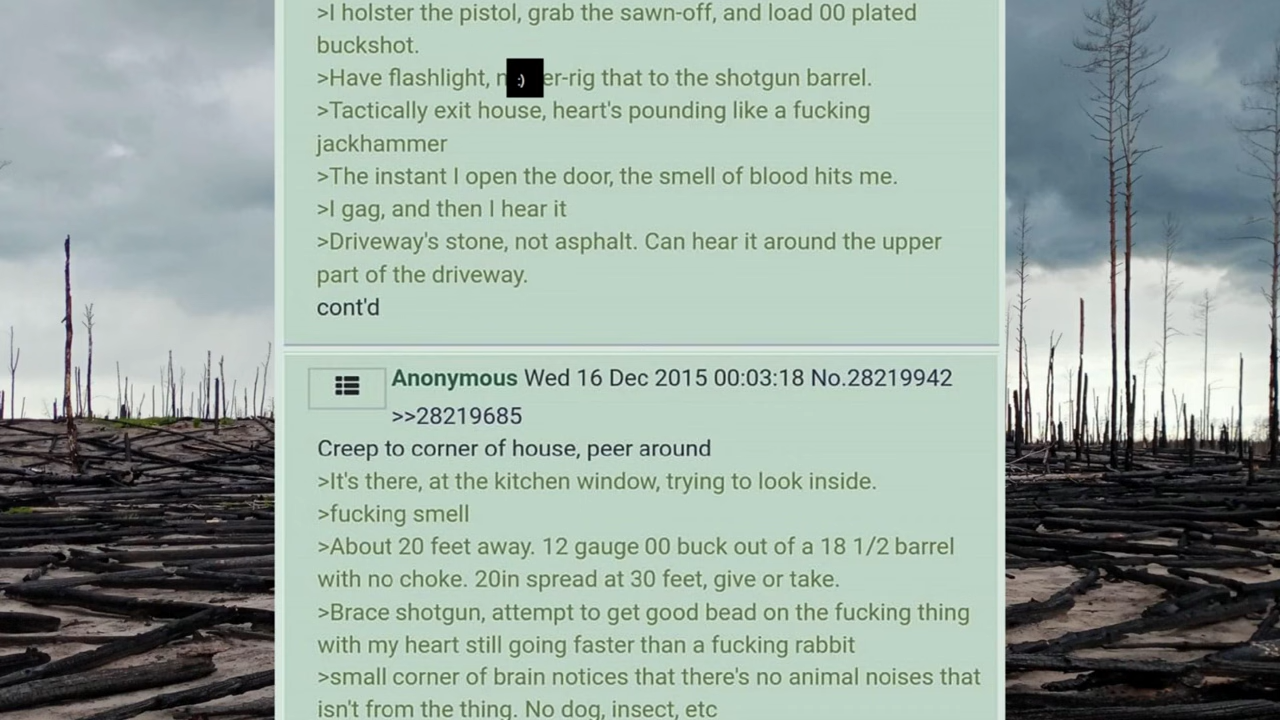 >I holster the pistol, grab the sawn-off, and load 00 plated
buckshot.
>Have flashlight, n :) er-rig that to the shotgun barrel.
>Tactically exit house, heart's pounding like a fucking
jackhammer
>The instant I open the door, the smell of blood hits me.
>I gag, and then I hear it
>Driveway's stone, not asphalt. Can hear it around the upper
part of the driveway.
cont'd
Anonymous Wed 16 Dec 2015 00:03:18 No.28219942
>>28219685
Creep to corner of house, peer around
>It's there, at the kitchen window, trying to look inside.
>fucking smell
>About 20 feet away. 12 gauge 00 buck out of a 18 1/2 barrel
with no choke. 20in spread at 30 feet, give or take.
>Brace shotgun, attempt to get good bead on the fucking thing
with my heart still going faster than a fucking rabbit
>small corner of brain notices that there's no animal noises that
isn't from the thing. No dog, insect, etc